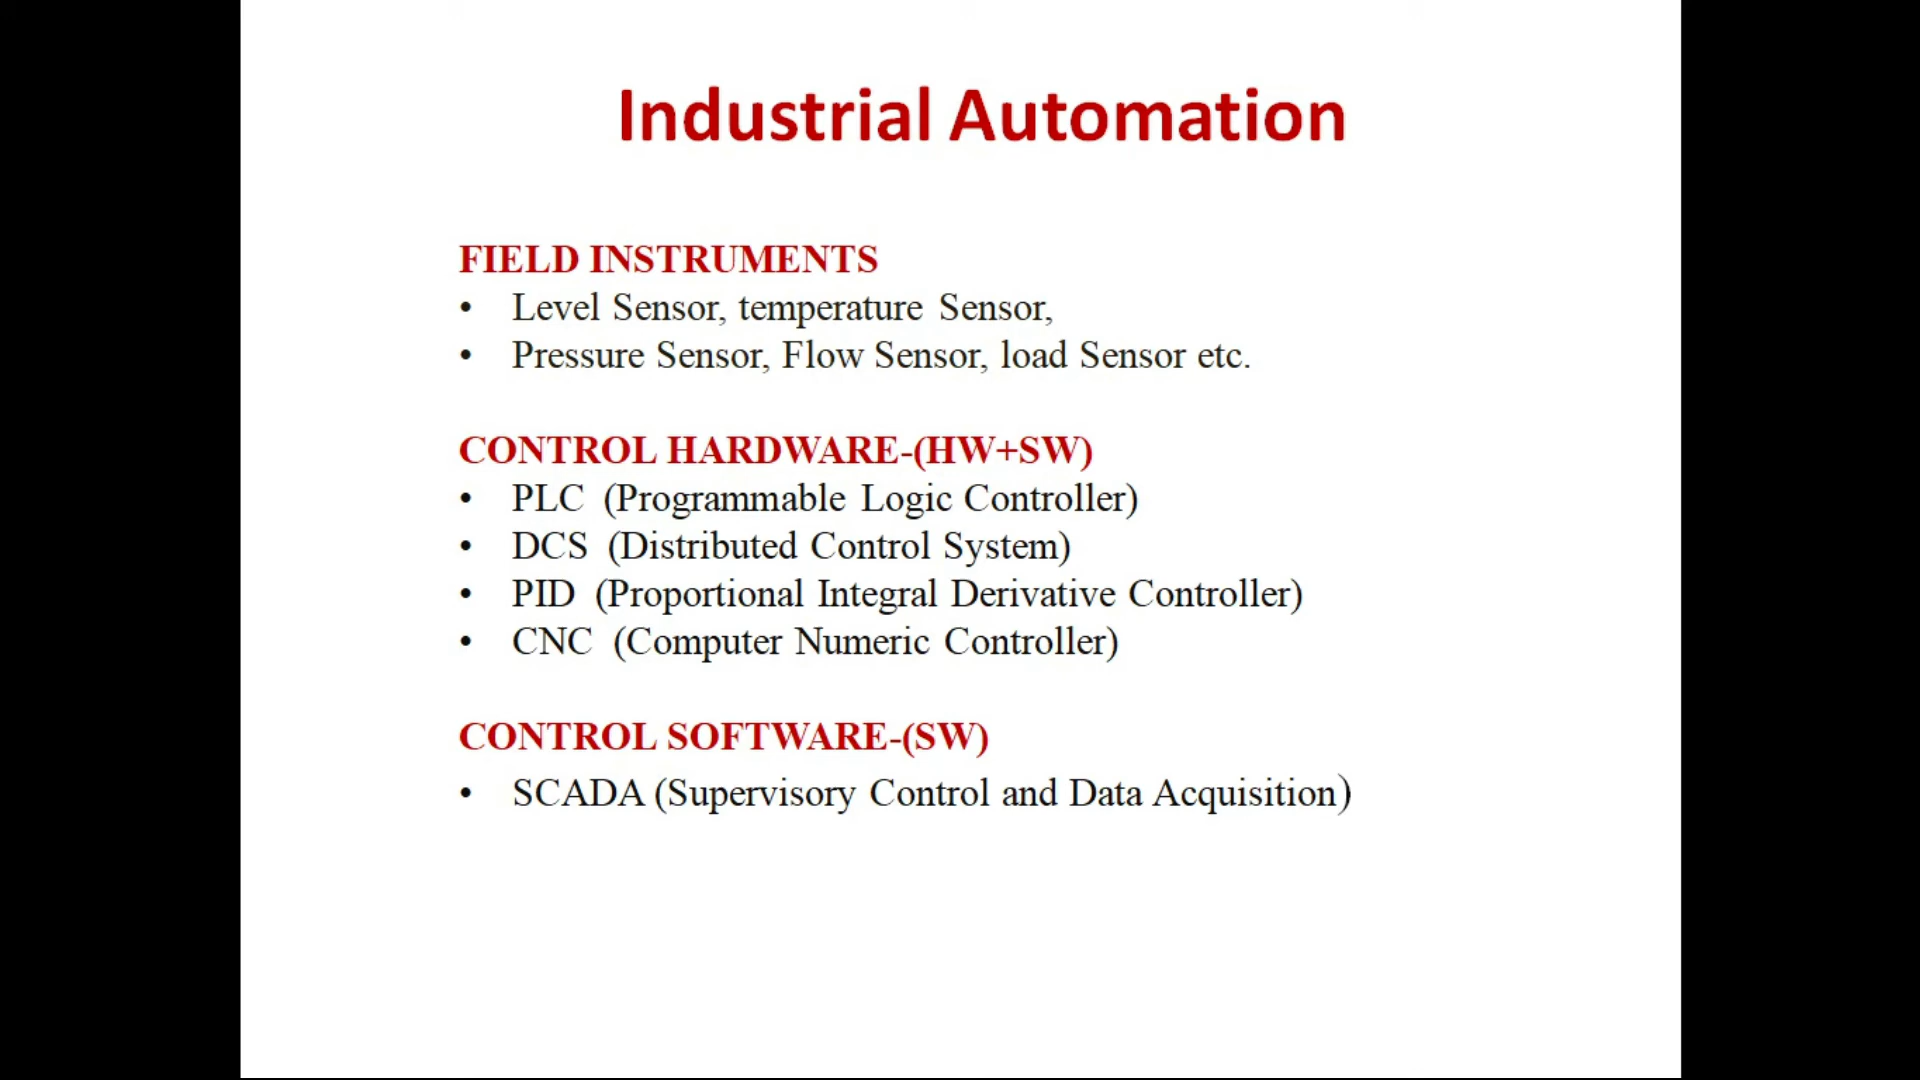 Industrial Automation
FIELD INSTRUMENTS
• Level Sensor, temperature Sensor,
• Pressure Sensor, Flow Sensor, load Sensor etc.
CONTROL HARDWARE-(HW+SW)
• PLC (Programmable Logic Controller)
• DCS (Distributed Control System)
• PID (Proportional Integral Derivative Controller)
• CNC (Computer Numeric Controller)
CONTROL SOFTWARE-(SW)
• SCADA (Supervisory Control and Data Acquisition)